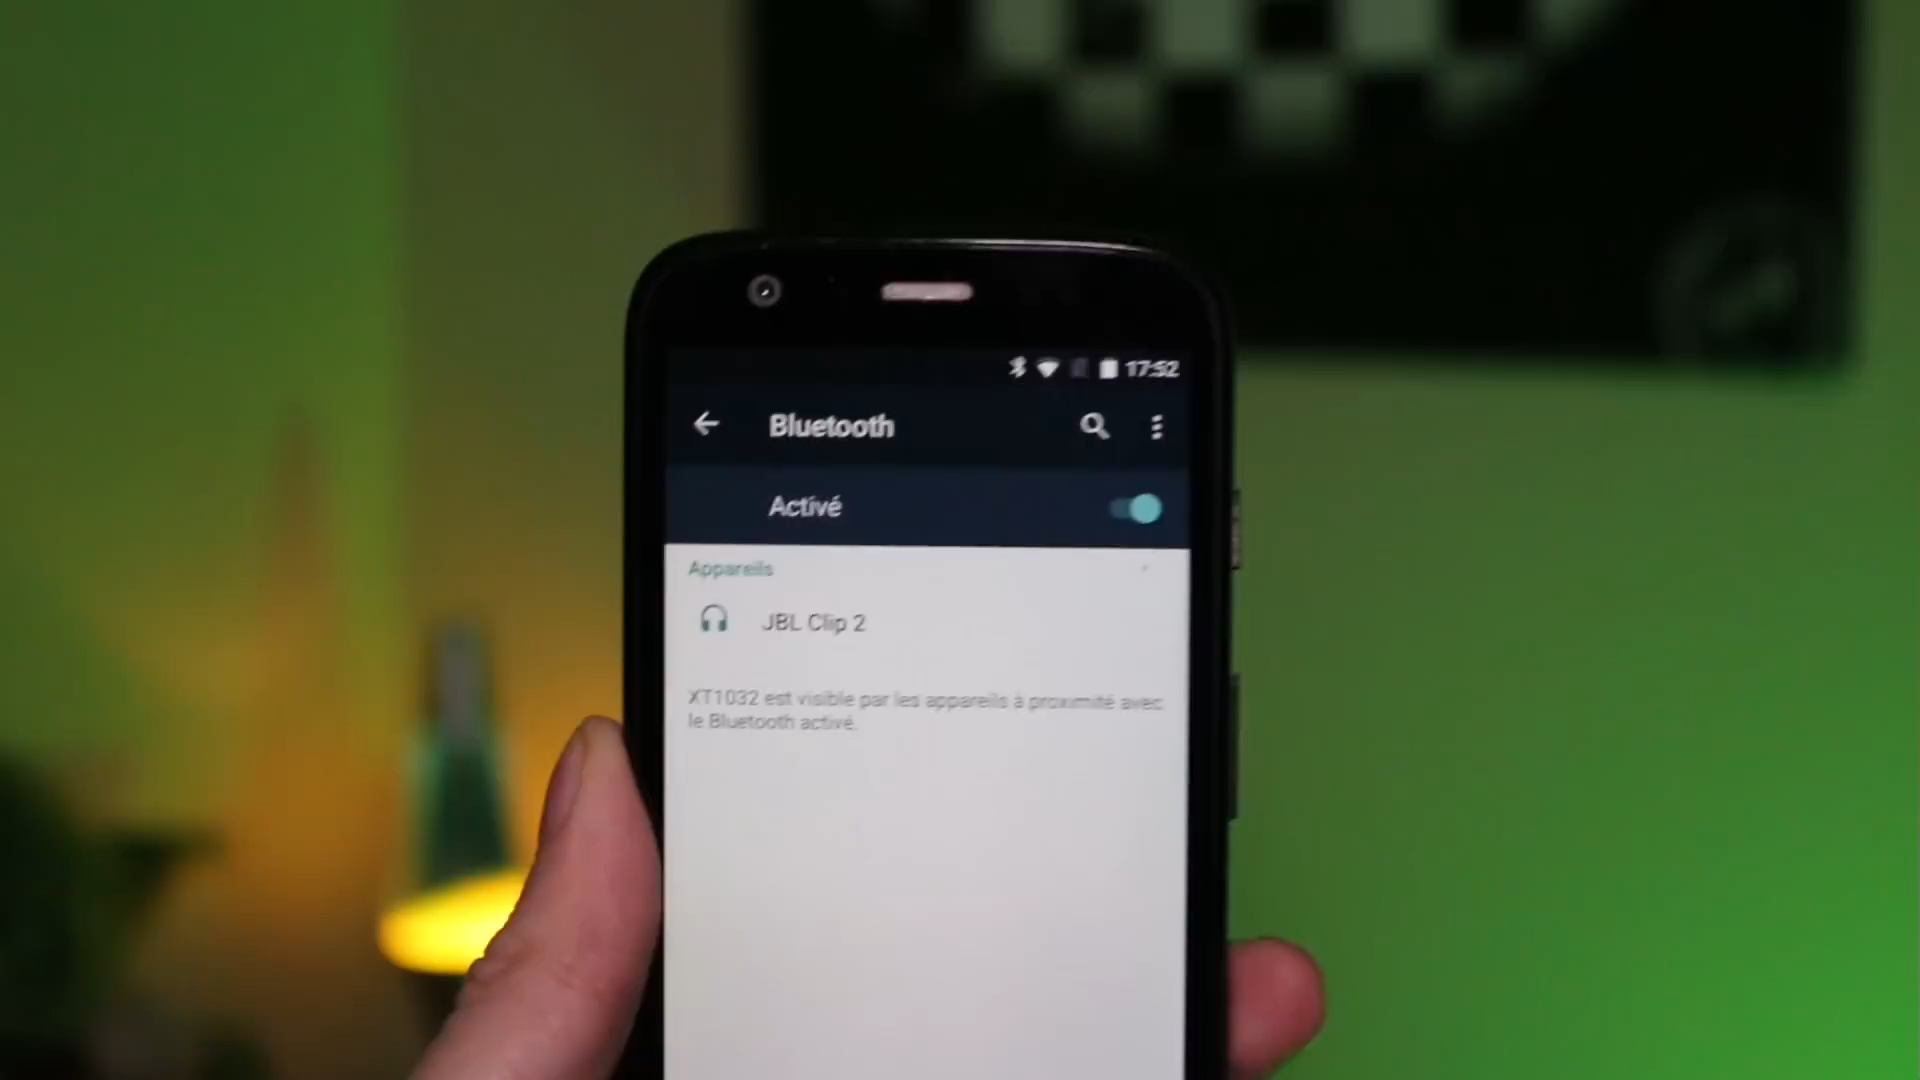 17:52
Bluetooth
Activé
Appareils
JBL Clip 2
XT1032 est visible par les appareils à proximité avec
le Bluetooth activé.